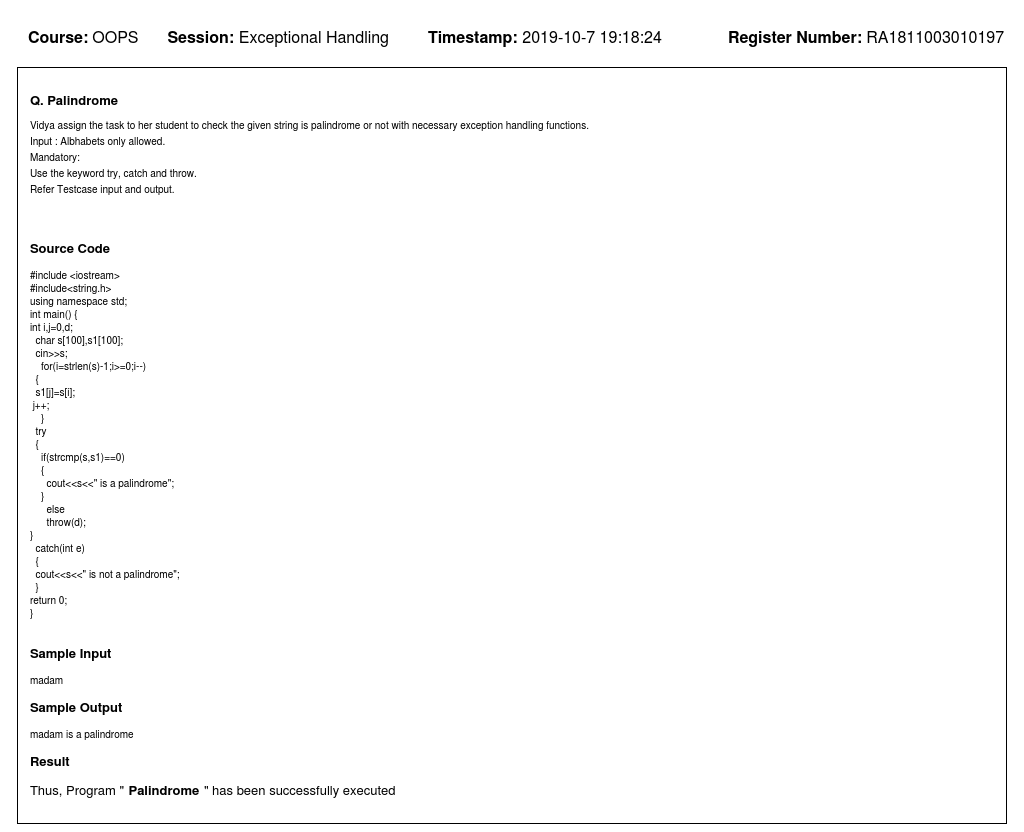 Course: OOPS Session: Exceptional Handling Timestamp: 2019-10-7 19:18:24 Register Number: RA1811003010197
Q. Palindrome
Vidya assign the task to her student to check the given string is palindrome or not with necessary exception handling functions.
Input : Albhabets only allowed.
Mandatory:
Use the keyword try, catch and throw.
Refer Testcase input and output.
Source Code
#include <iostream>
#include<string.h>
using namespace std;
int main() {
int i,j=0,d;
char s[100],s1[100];
cin>>s;
for(i=strlen(s)-1;i>=0;i--)
{
s1[j]=s[i];
j++;
}
try
{
if(strcmp(s,s1)==0)
{
cout<<s<<" is a palindrome";
}
else
throw(d);
}
catch(int e)
{
cout<<s<<" is not a palindrome";
}
return 0;
}
Sample Input
madam
Sample Output
madam is a palindrome
Result
Thus, Program " Palindrome " has been successfully executed